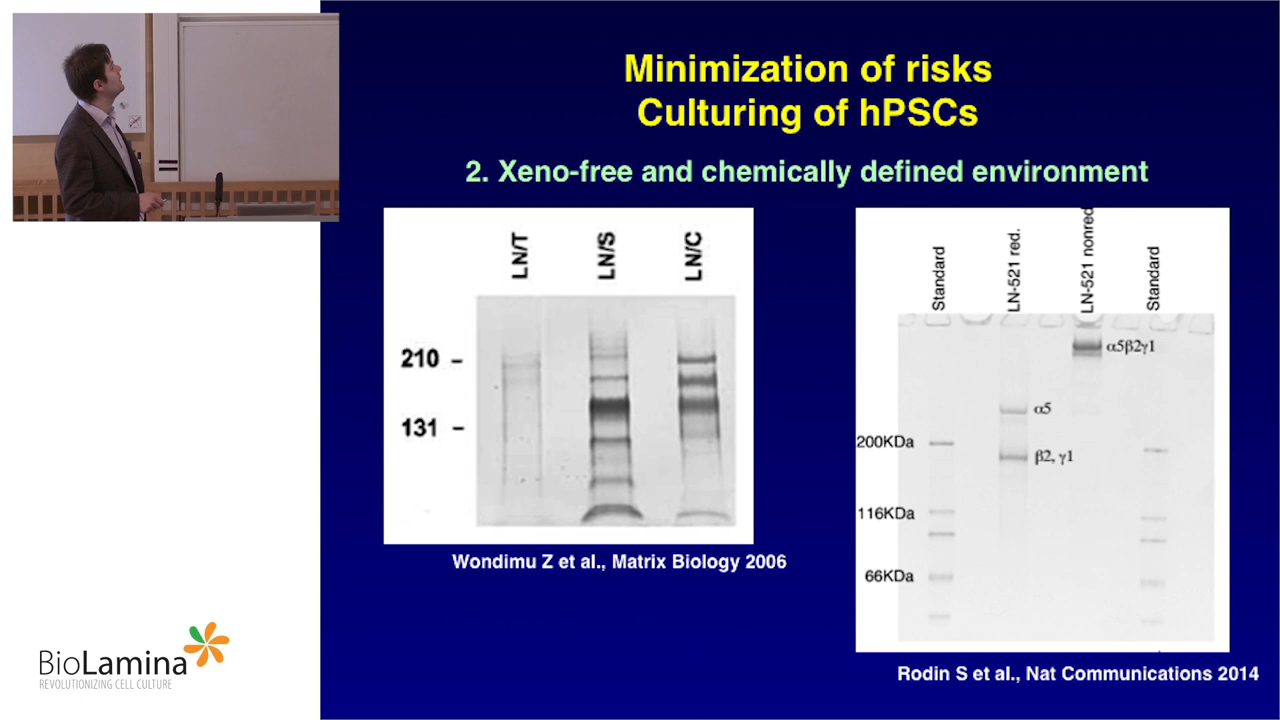 Minimization of risks
Culturing of hPSCs
2. Xeno-free and chemically defined environment
LN/T
LN/S
LN/C
210 –
131 –
Wondimu Z et al., Matrix Biology 2006
Standard
LN-521 red.
LN-521 nonred
Standard
α5β2γ1
α5
200KDa
β2, γ1
116KDa
66KDa
Rodin S et al., Nat Communications 2014
BioLamina
REVOLUTIONIZING CELL CULTURE